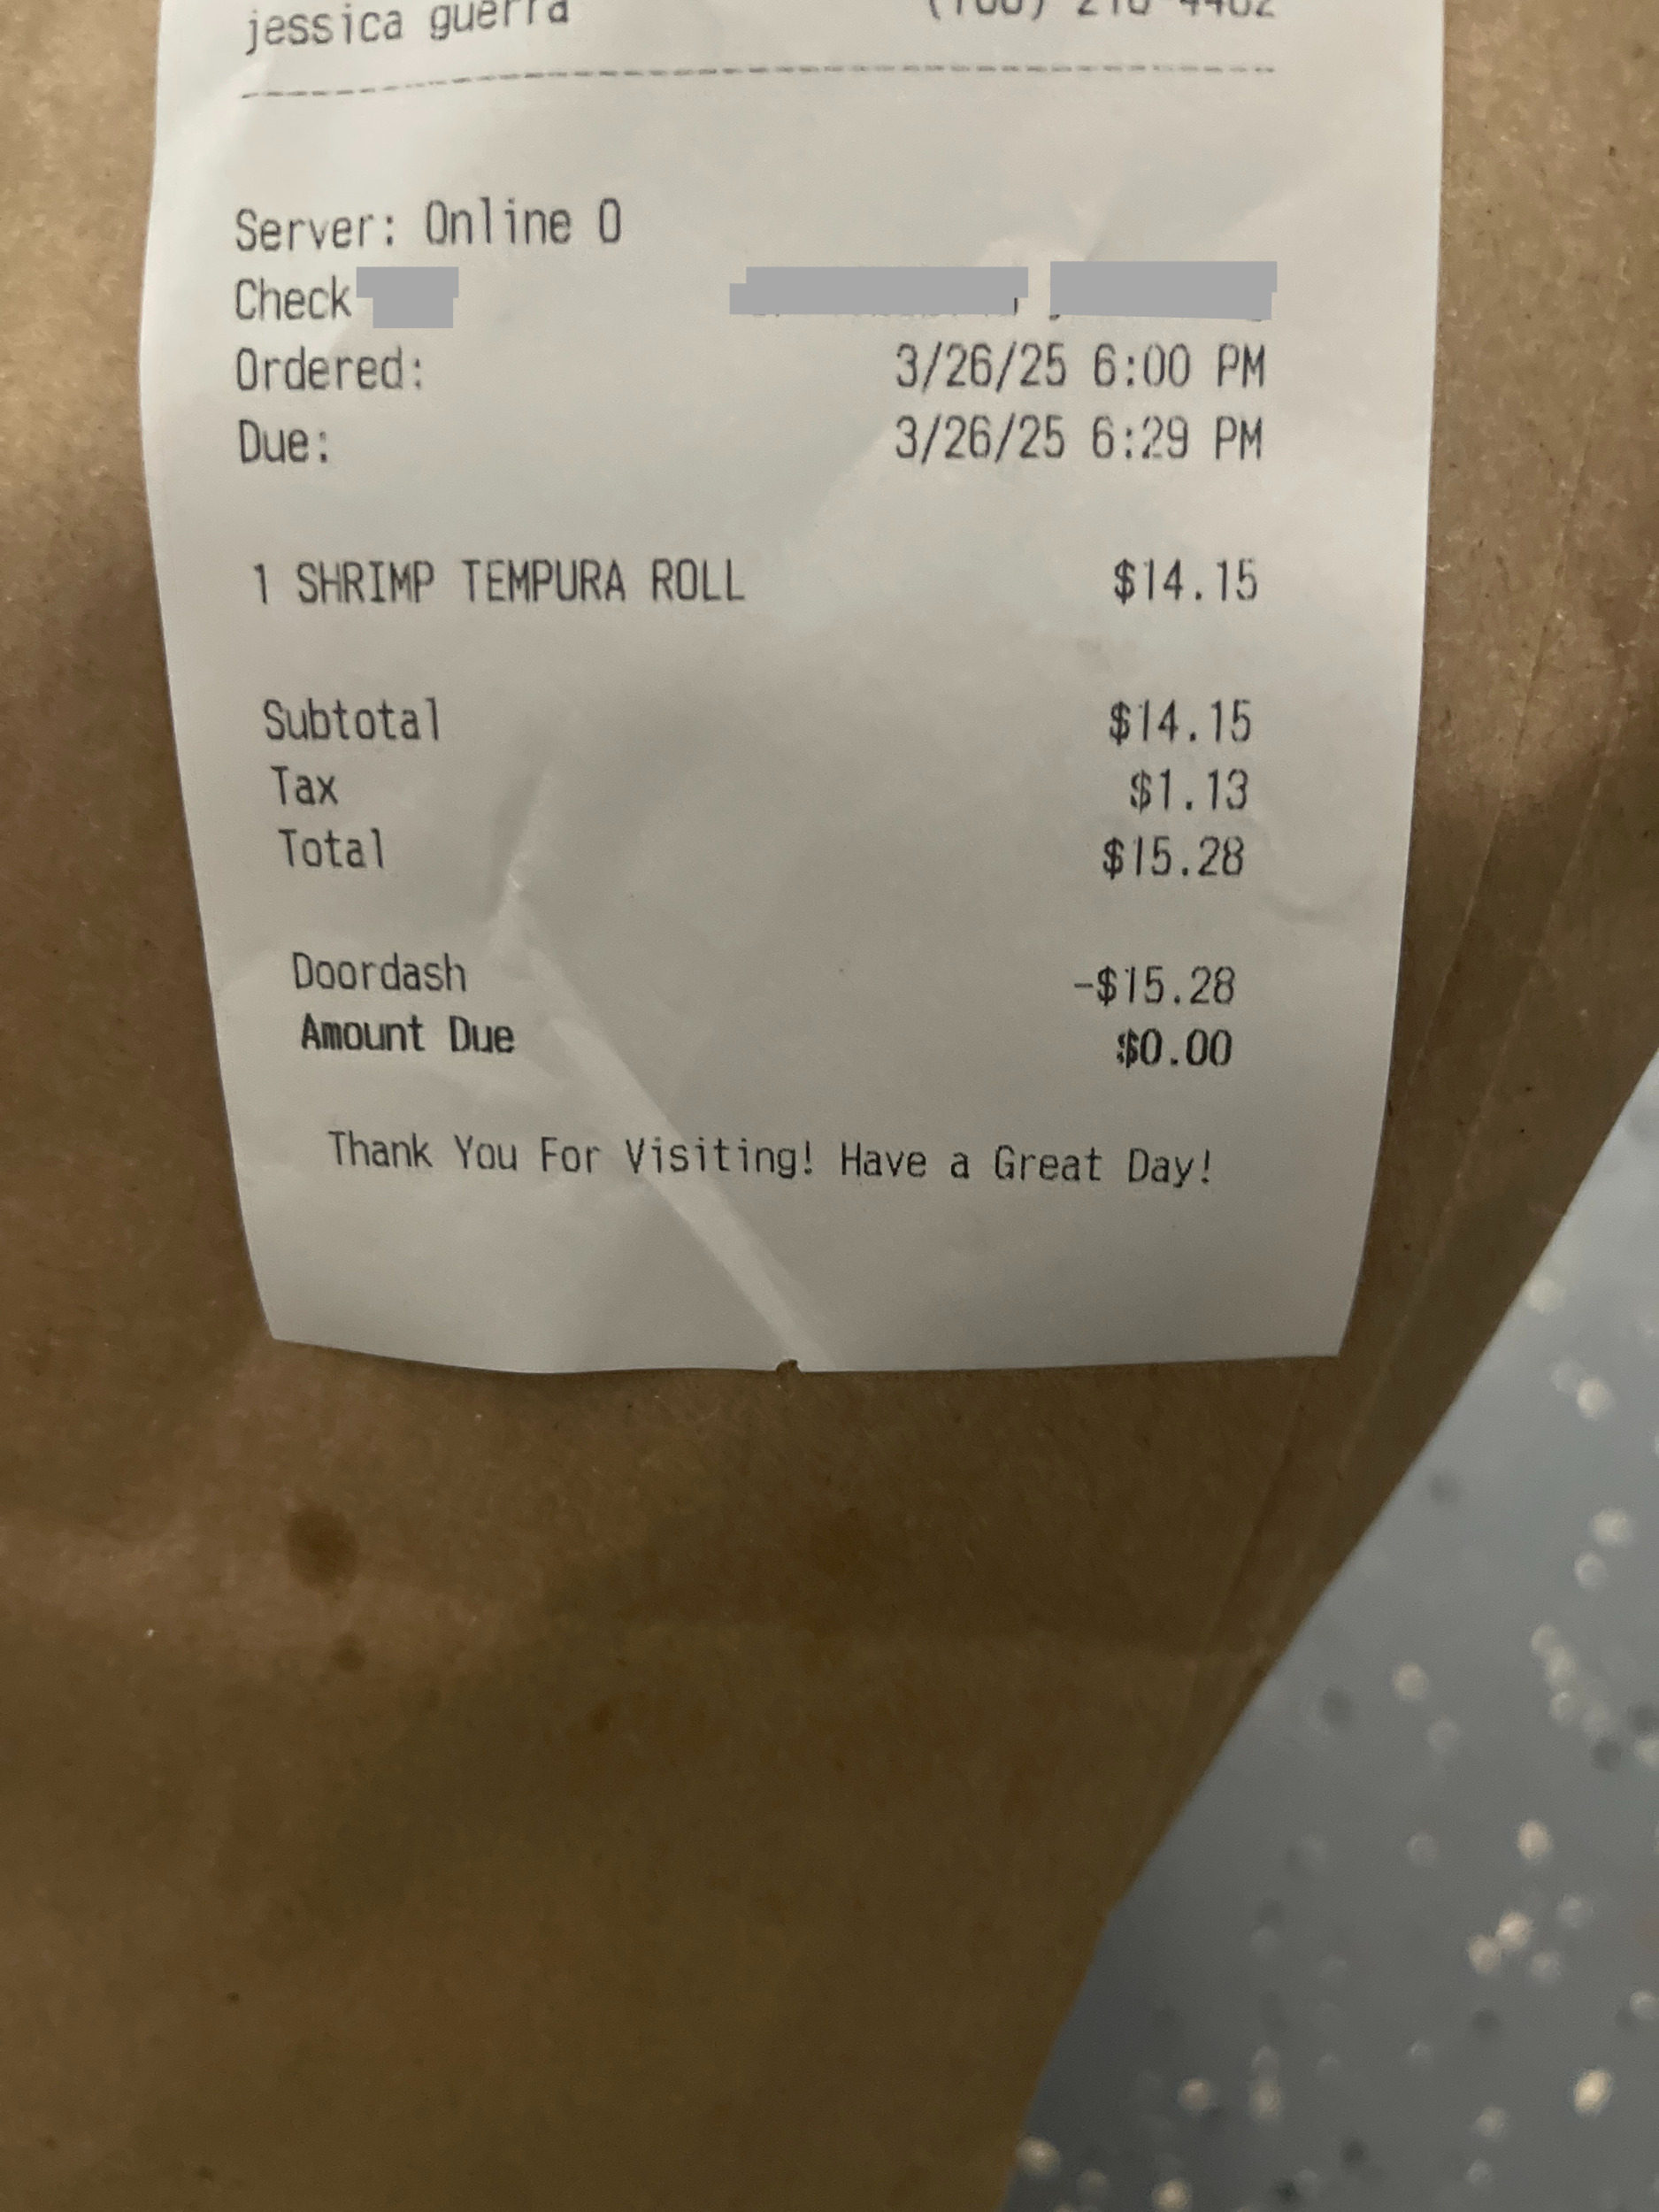 jessica guerra
Server: Online O
Check
Ordered: 3/26/25 6:00 PM
Due: 3/26/25 6:29 PM
1 SHRIMP TEMPURA ROLL $14.15
Subtotal $14.15
Tax $1.13
Total $15.28
Doordash -$15.28
Amount Due $0.00
Thank You For Visiting! Have a Great Day!